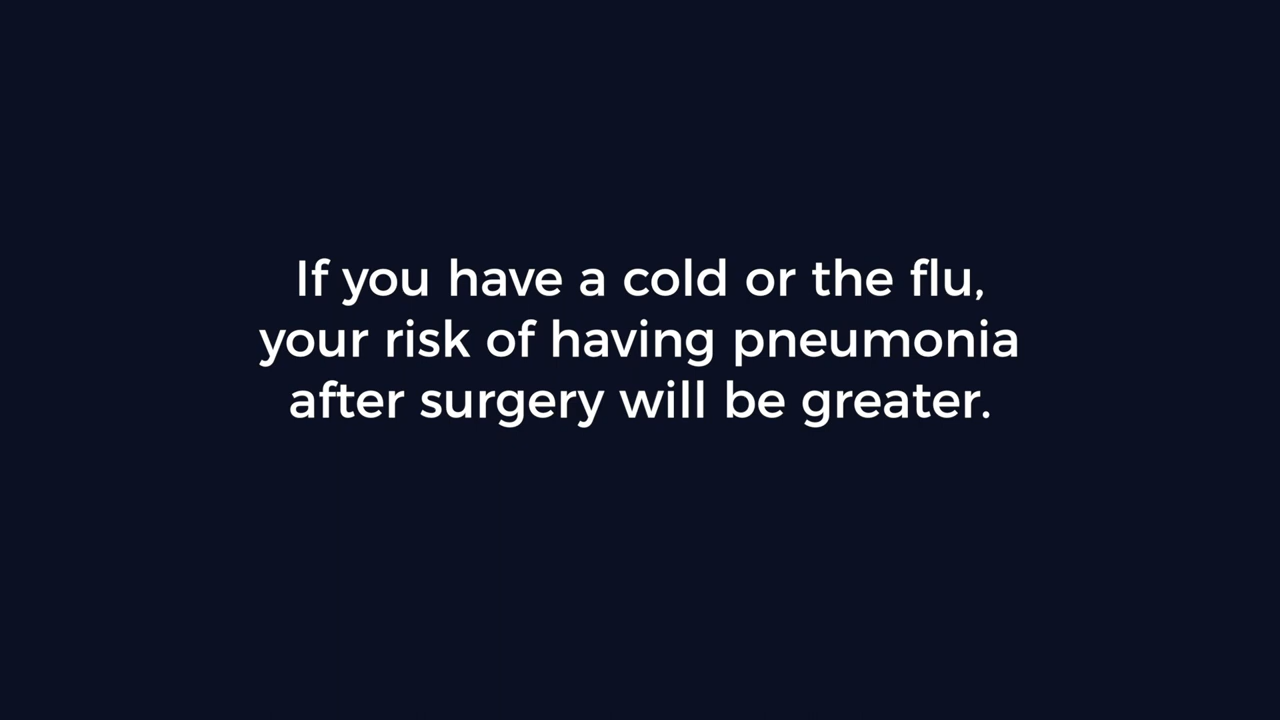 If you have a cold or the flu,
your risk of having pneumonia
after surgery will be greater.